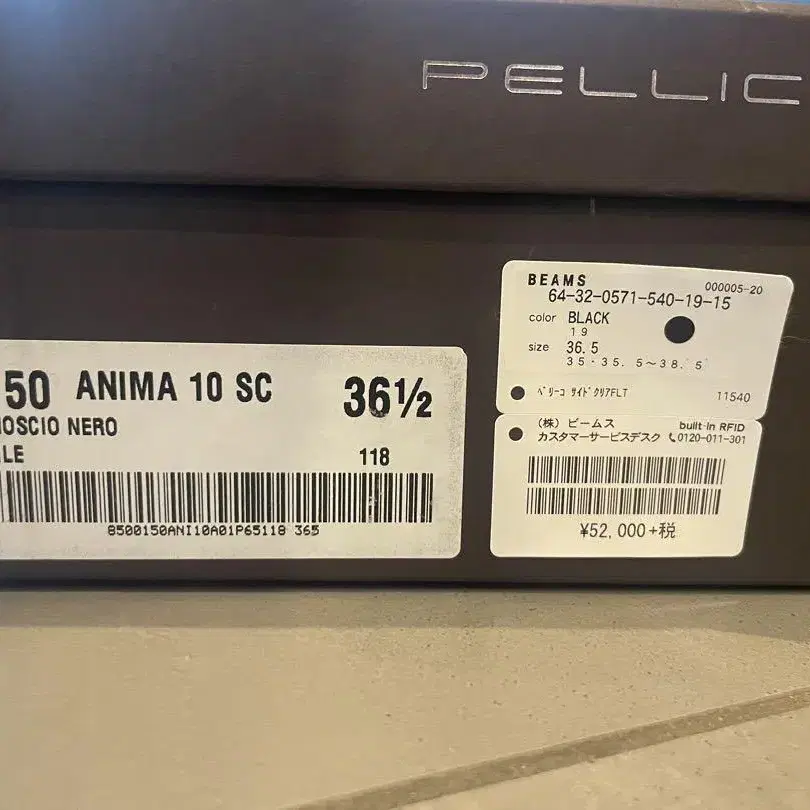 PELLIC
50 ANIMA 10 SC 36½
OSCIO NERO
LE 118
8500150ANI10A01P65118 365
BEAMS 000005-20
64-32-0571-540-19-15
color BLACK
19
size 36.5
35・35.5～38.5
ﾍﾟﾘｰｺ ｻｲﾄﾞｸﾘｱFLT 11540
(株) ビームス built-in RFID
カスタマーサービスデスク 0120-011-301
¥52,000+税